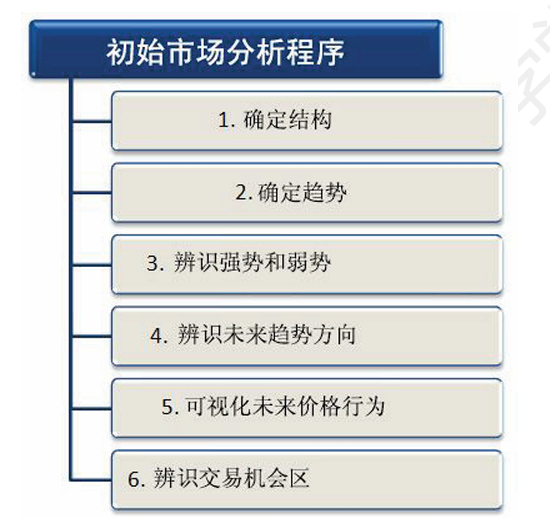 初始市场分析程序
1. 确定结构
2. 确定趋势
3. 辨识强势和弱势
4. 辨识未来趋势方向
5. 可视化未来价格行为
6. 辨识交易机会区